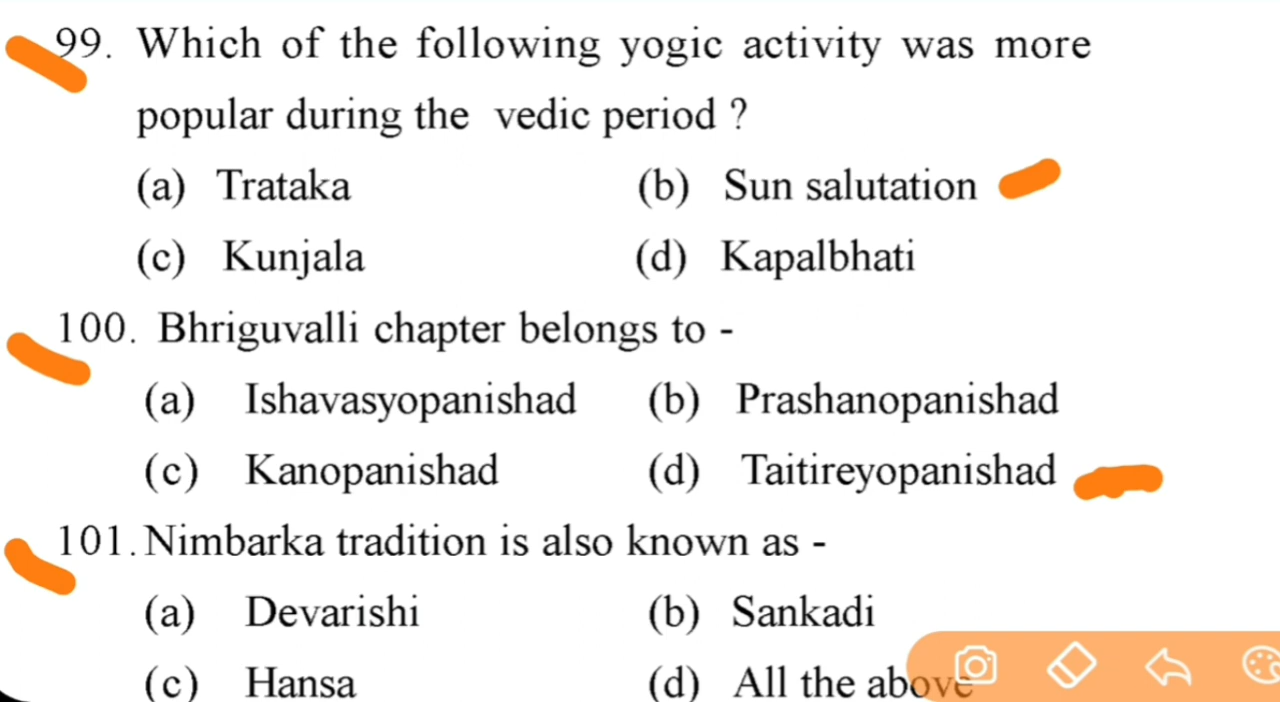 99. Which of the following yogic activity was more
popular during the vedic period ?
(a) Trataka (b) Sun salutation
(c) Kunjala (d) Kapalbhati
100. Bhriguvalli chapter belongs to -
(a) Ishavasyopanishad (b) Prashanopanishad
(c) Kanopanishad (d) Taitireyopanishad
101. Nimbarka tradition is also known as -
(a) Devarishi (b) Sankadi
(c) Hansa (d) All the above